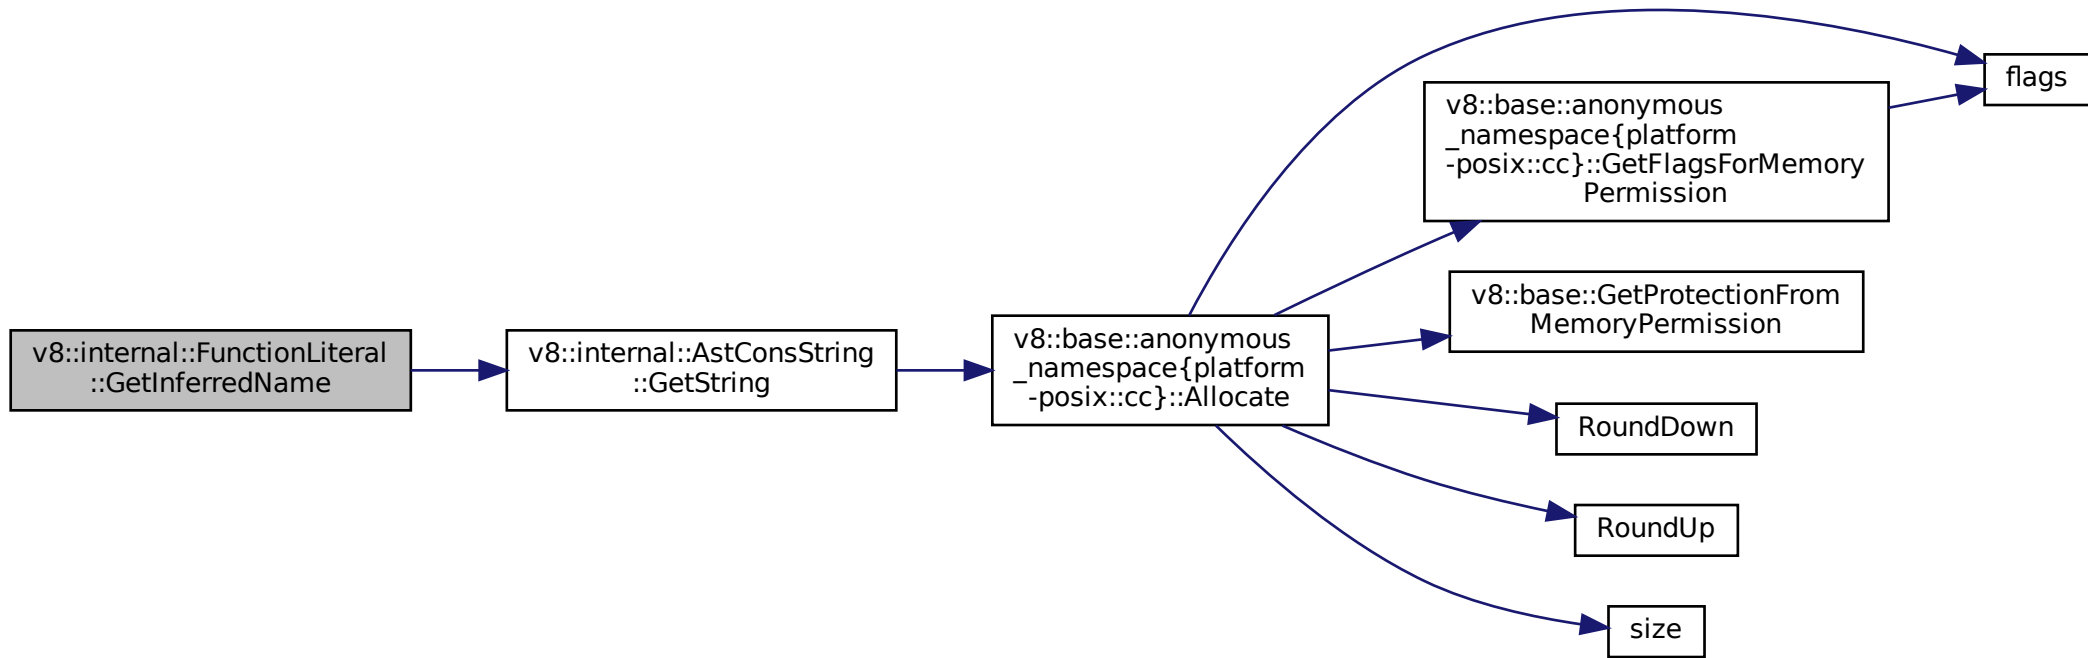 v8::internal::FunctionLiteral
::GetInferredName
v8::internal::AstConsString
::GetString
v8::base::anonymous
_namespace{platform
-posix::cc}::Allocate
flags
v8::base::anonymous
_namespace{platform
-posix::cc}::GetFlagsForMemory
Permission
v8::base::GetProtectionFrom
MemoryPermission
RoundDown
RoundUp
size